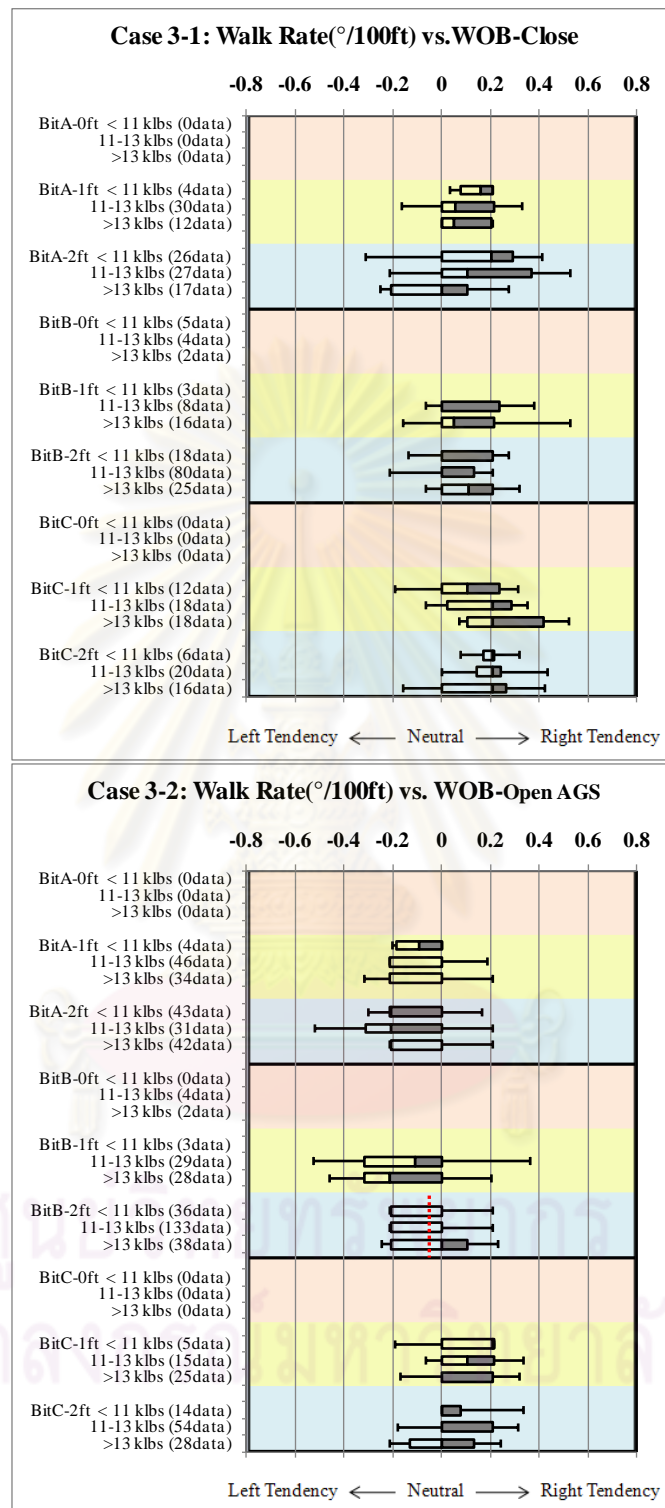 Case 3-1: Walk Rate(°/100ft) vs.WOB-Close
-0.8 -0.6 -0.4 -0.2 0 0.2 0.4 0.6 0.8
BitA-0ft < 11 klbs (0data)
11-13 klbs (0data)
>13 klbs (0data)
BitA-1ft < 11 klbs (4data)
11-13 klbs (30data)
>13 klbs (12data)
BitA-2ft < 11 klbs (26data)
11-13 klbs (27data)
>13 klbs (17data)
BitB-0ft < 11 klbs (5data)
11-13 klbs (4data)
>13 klbs (2data)
BitB-1ft < 11 klbs (3data)
11-13 klbs (8data)
>13 klbs (16data)
BitB-2ft < 11 klbs (18data)
11-13 klbs (80data)
>13 klbs (25data)
BitC-0ft < 11 klbs (0data)
11-13 klbs (0data)
>13 klbs (0data)
BitC-1ft < 11 klbs (12data)
11-13 klbs (18data)
>13 klbs (18data)
BitC-2ft < 11 klbs (6data)
11-13 klbs (20data)
>13 klbs (16data)
Left Tendency ← Neutral → Right Tendency
Case 3-2: Walk Rate(°/100ft) vs. WOB-Open AGS
-0.8 -0.6 -0.4 -0.2 0 0.2 0.4 0.6 0.8
BitA-0ft < 11 klbs (0data)
11-13 klbs (0data)
>13 klbs (0data)
BitA-1ft < 11 klbs (4data)
11-13 klbs (46data)
>13 klbs (34data)
BitA-2ft < 11 klbs (43data)
11-13 klbs (31data)
>13 klbs (42data)
BitB-0ft < 11 klbs (0data)
11-13 klbs (4data)
>13 klbs (2data)
BitB-1ft < 11 klbs (3data)
11-13 klbs (29data)
>13 klbs (28data)
BitB-2ft < 11 klbs (36data)
11-13 klbs (133data)
>13 klbs (38data)
BitC-0ft < 11 klbs (0data)
11-13 klbs (0data)
>13 klbs (0data)
BitC-1ft < 11 klbs (5data)
11-13 klbs (15data)
>13 klbs (25data)
BitC-2ft < 11 klbs (14data)
11-13 klbs (54data)
>13 klbs (28data)
Left Tendency ← Neutral → Right Tendency